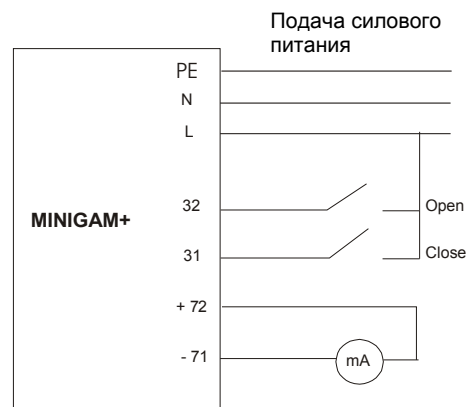 Подача силового
питания
PE
N
L
32
Open
MINIGAM+
31
Close
+ 72
- 71
mA